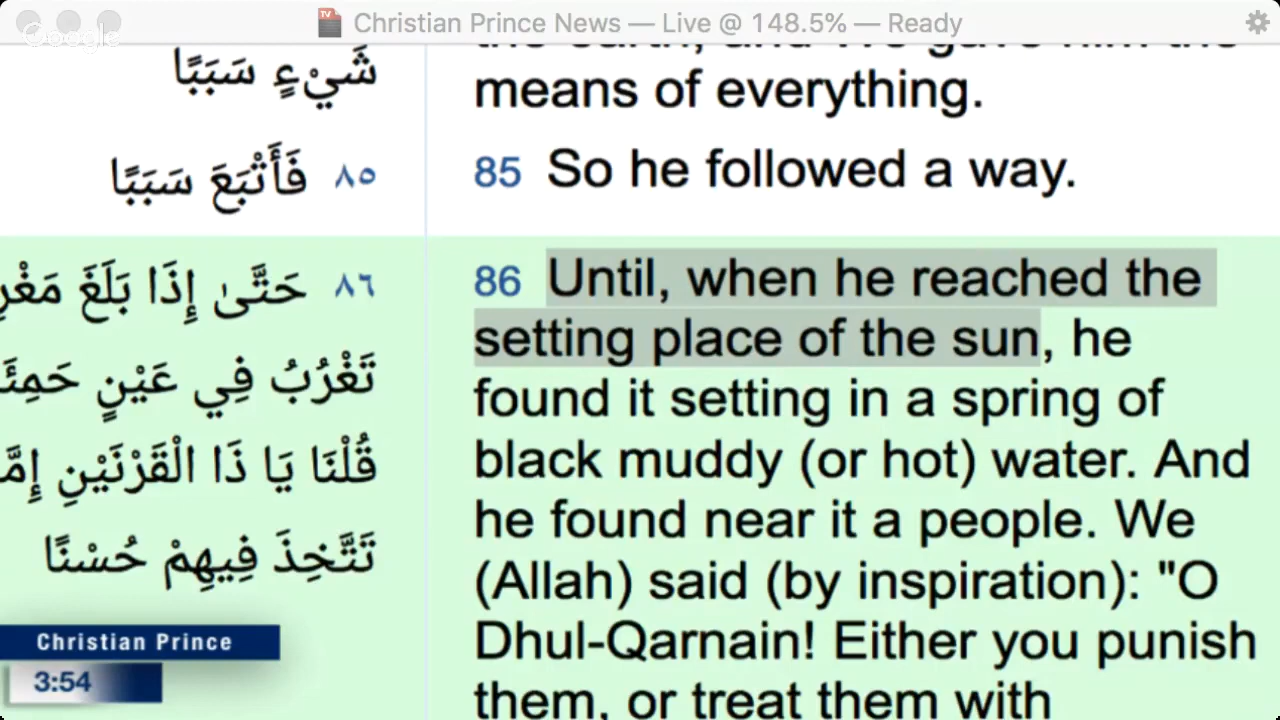 Christian Prince News — Live @ 148.5% — Ready
Google
means of everything.
شَيْءٍ سَبَبًا
85 So he followed a way.
٨٥ فَأَتْبَعَ سَبَبًا
86 Until, when he reached the
setting place of the sun, he
found it setting in a spring of
black muddy (or hot) water. And
he found near it a people. We
(Allah) said (by inspiration): "O
Dhul-Qarnain! Either you punish
them, or treat them with
٨٦ حَتَّىٰ إِذَا بَلَغَ
تَغْرُبُ فِي عَيْنٍ
قُلْنَا يَا ذَا الْقَرْنَيْنِ
تَتَّخِذَ فِيهِمْ حُسْنًا
Christian Prince
3:54